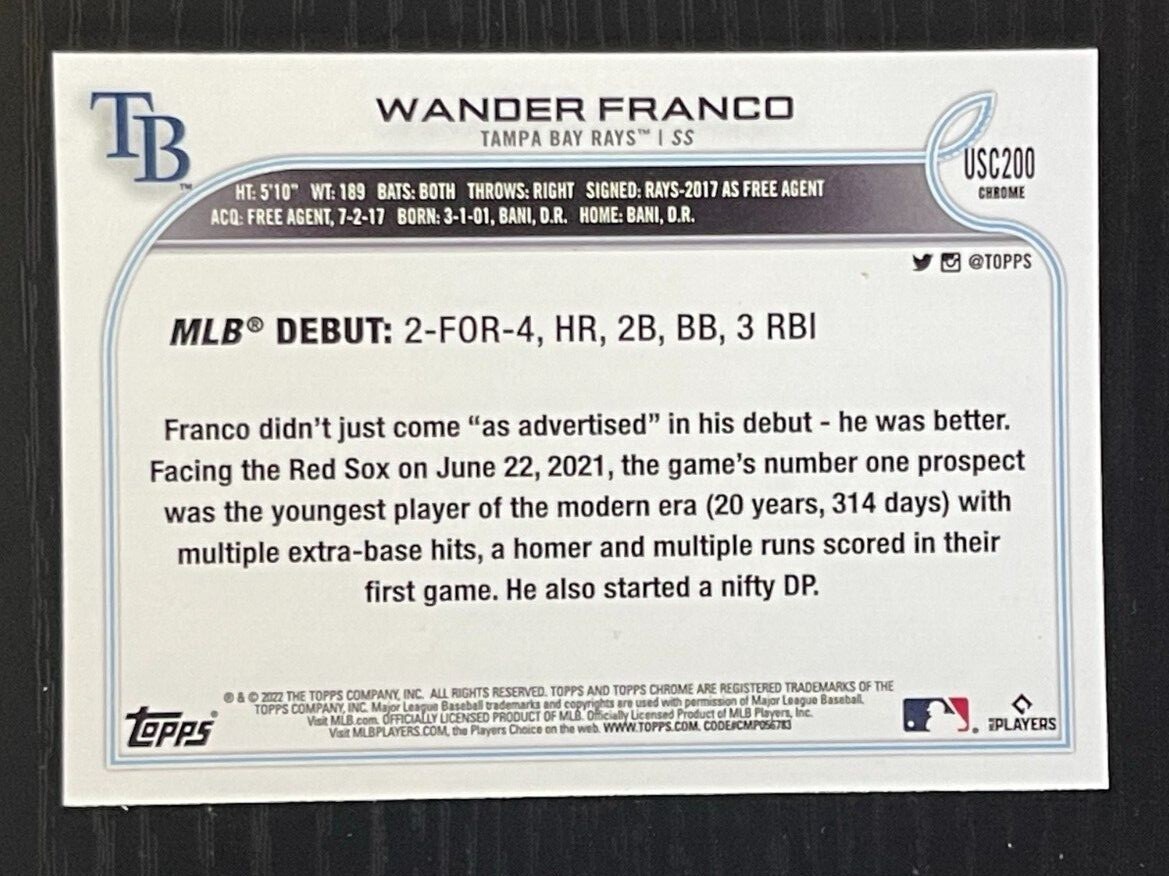 TB™
WANDER FRANCO
TAMPA BAY RAYS™ | SS
USC200
CHROME
HT: 5'10" WT: 189 BATS: BOTH THROWS: RIGHT SIGNED: RAYS-2017 AS FREE AGENT
ACQ: FREE AGENT, 7-2-17 BORN: 3-1-01, BANI, D.R. HOME: BANI, D.R.
@TOPPS
MLB® DEBUT: 2-FOR-4, HR, 2B, BB, 3 RBI
Franco didn't just come “as advertised” in his debut - he was better.
Facing the Red Sox on June 22, 2021, the game's number one prospect
was the youngest player of the modern era (20 years, 314 days) with
multiple extra-base hits, a homer and multiple runs scored in their
first game. He also started a nifty DP.
® & © 2022 THE TOPPS COMPANY, INC. ALL RIGHTS RESERVED. TOPPS AND TOPPS CHROME ARE REGISTERED TRADEMARKS OF THE
TOPPS COMPANY, INC. Major League Baseball trademarks and copyrights are used with permission of Major League Baseball.
Visit MLB.com. OFFICIALLY LICENSED PRODUCT OF MLB. Officially Licensed Product of MLB Players, Inc.
Visit MLBPLAYERS.COM, the Players Choice on the web. WWW.TOPPS.COM. CODE#CMP056783
TOPPS®
MLBPLAYERS